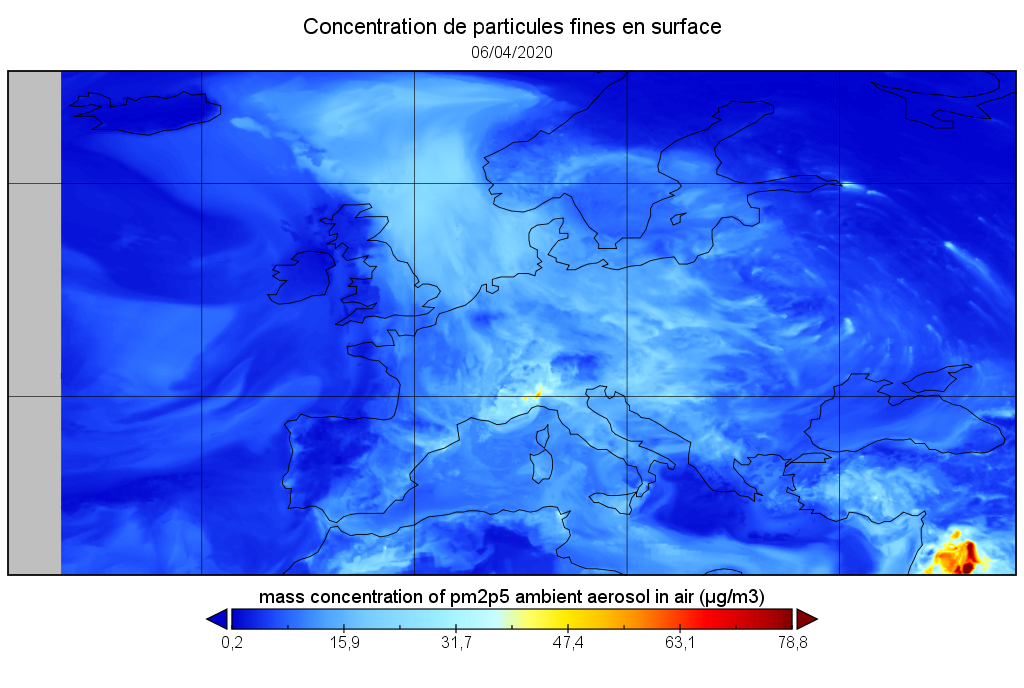 Concentration de particules fines en surface
06/04/2020
mass concentration of pm2p5 ambient aerosol in air (µg/m3)
0,2 15,9 31,7 47,4 63,1 78,8